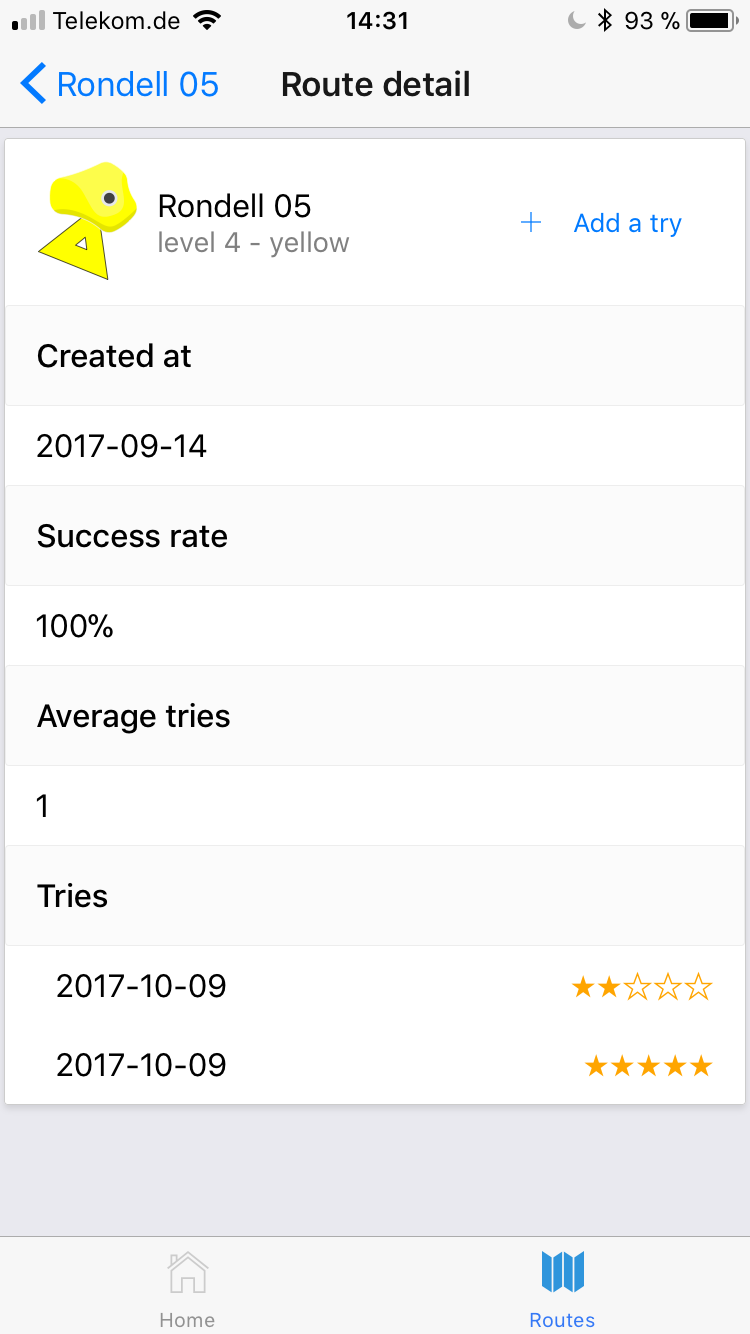 Telekom.de 14:31 93 %
Rondell 05 Route detail
Rondell 05
level 4 - yellow
+ Add a try
Created at
2017-09-14
Success rate
100%
Average tries
1
Tries
2017-10-09 ★★☆☆☆
2017-10-09 ★★★★★
Home Routes